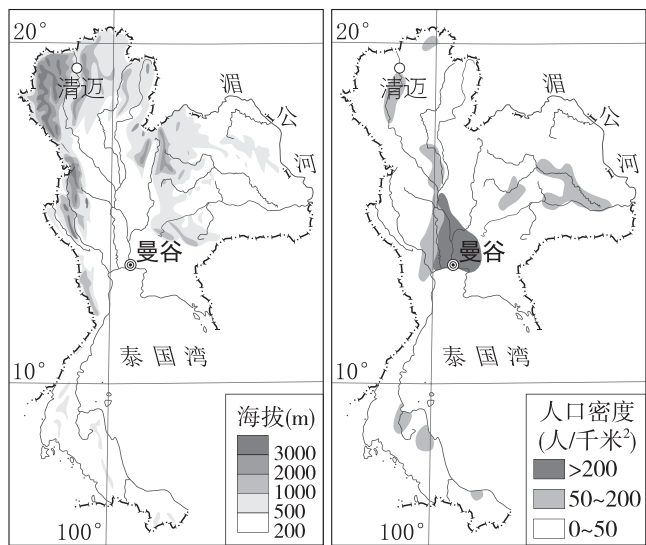 20°
清迈
湄
公
河
曼谷
泰国湾
10°
海拔(m)
3000
2000
1000
500
200
100°
20°
清迈
湄
公
河
曼谷
泰国湾
10°
人口密度
(人/千米²)
>200
50~200
0~50
100°